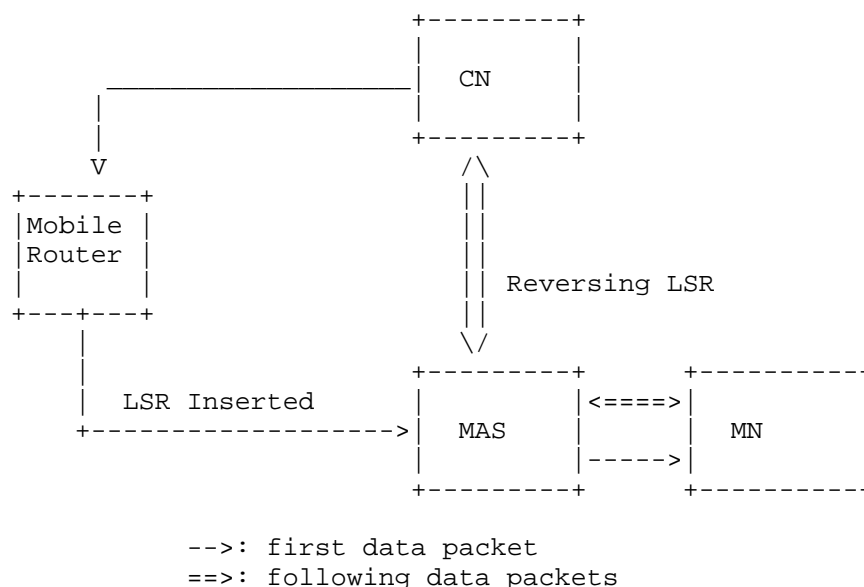 CN
Mobile
Router
Reversing LSR
LSR Inserted
MAS
MN
-->: first data packet
==>: following data packets